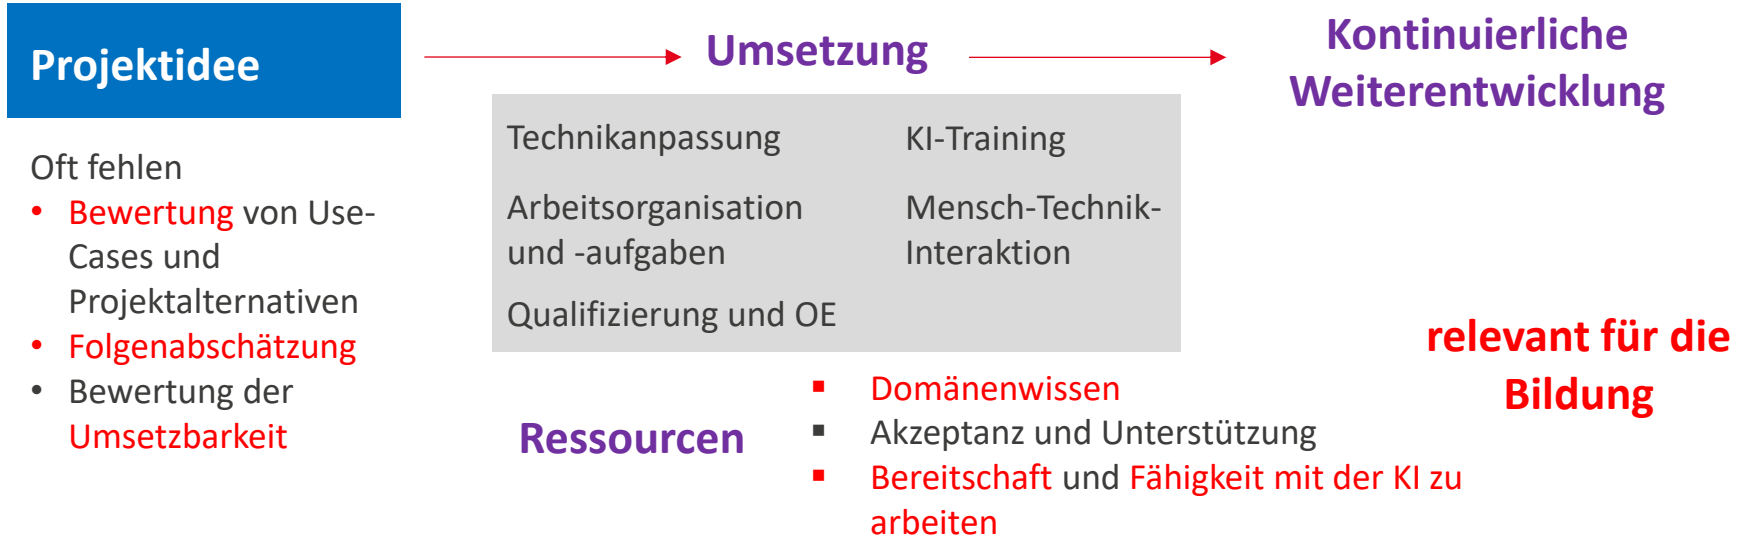 Projektidee
Umsetzung
Kontinuierliche
Weiterentwicklung
Oft fehlen
• Bewertung von Use-
Cases und
Projektalternativen
• Folgenabschätzung
• Bewertung der
Umsetzbarkeit
Technikanpassung
KI-Training
Arbeitsorganisation
und -aufgaben
Mensch-Technik-
Interaktion
Qualifizierung und OE
relevant für die
Bildung
Ressourcen
▪ Domänenwissen
▪ Akzeptanz und Unterstützung
▪ Bereitschaft und Fähigkeit mit der KI zu
arbeiten